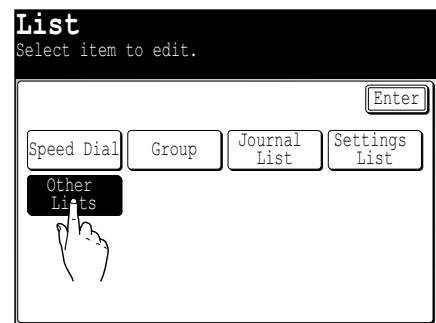 List
Select item to edit.
Enter
Speed Dial
Group
Journal
List
Settings
List
Other
Lists